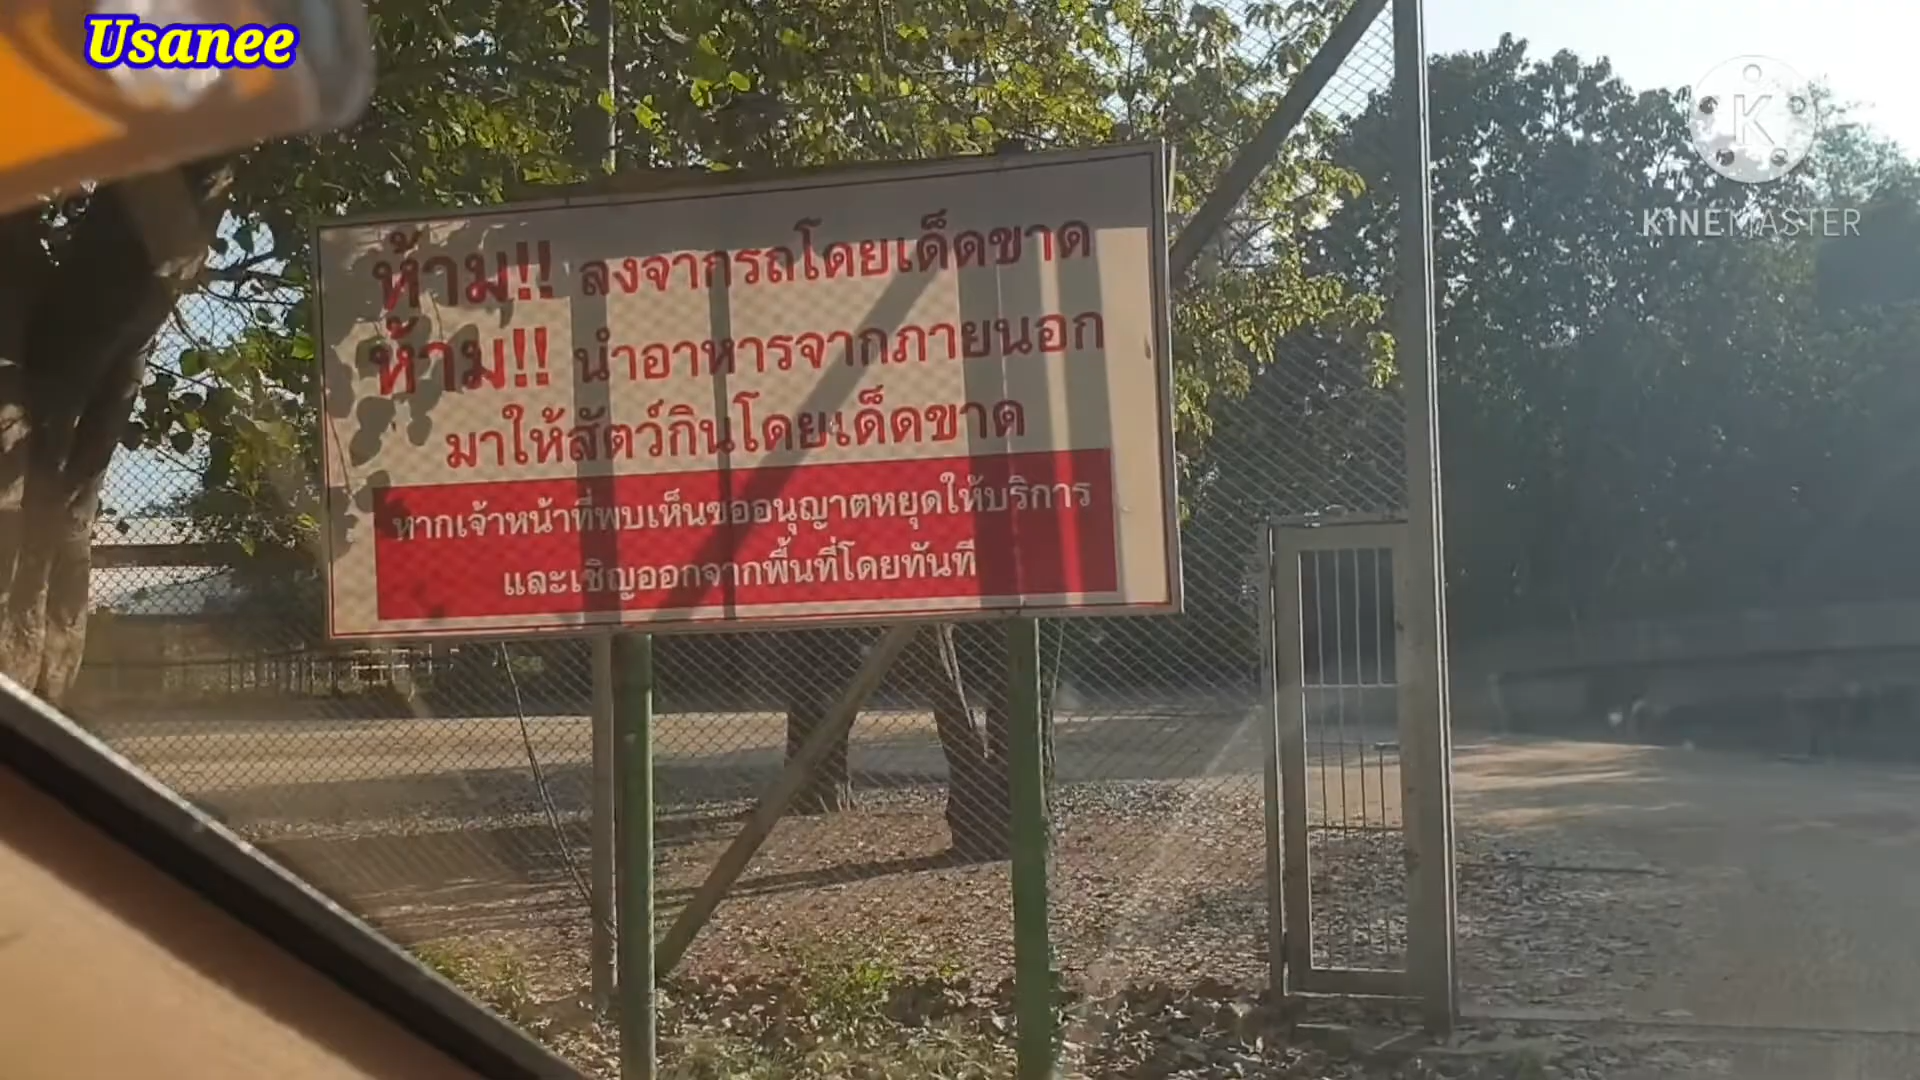 Usanee
K
KINEMASTER
ห้าม!! ลงจากรถโดยเด็ดขาด
ห้าม!! นำอาหารจากภายนอก
มาให้สัตว์กินโดยเด็ดขาด
หากเจ้าหน้าที่พบเห็นขออนุญาตหยุดให้บริการ
และเชิญออกจากพื้นที่โดยทันที